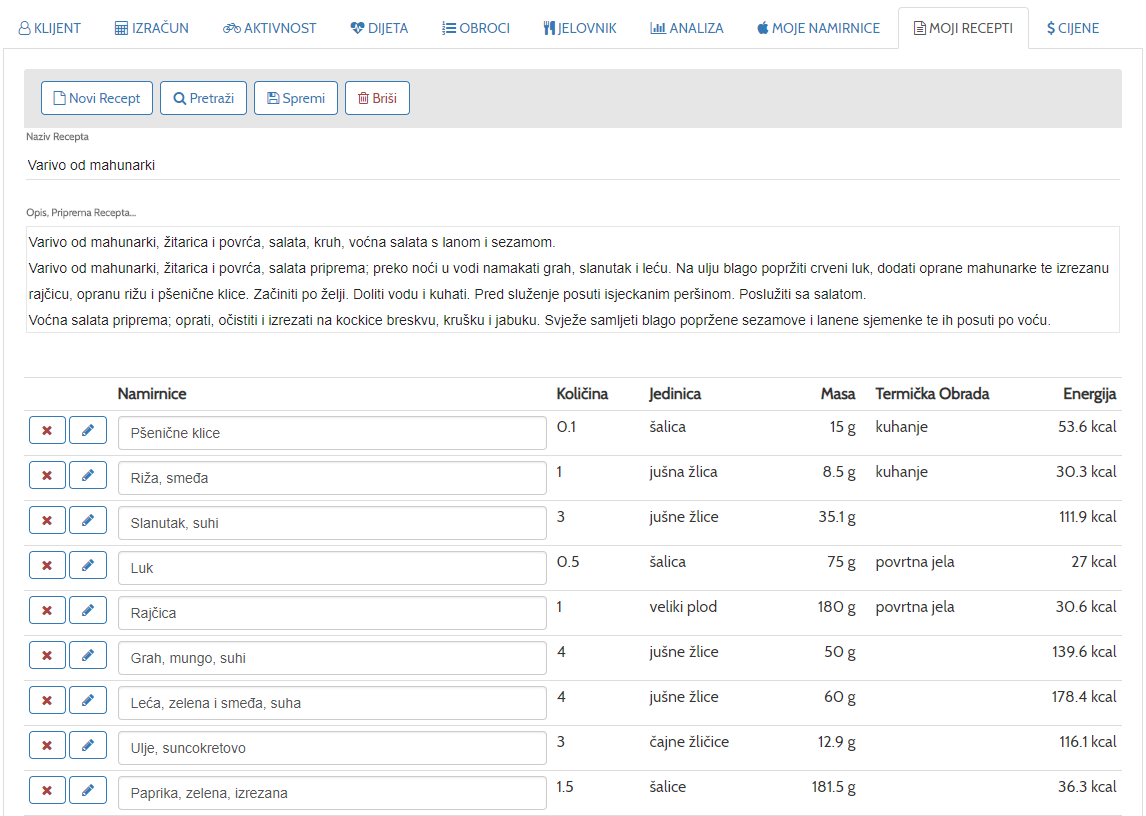 KLIJENT IZRAČUN AKTIVNOST DIJETA OBROCI JELOVNIK ANALIZA MOJE NAMIRNICE MOJI RECEPTI $ CIJENE
Novi Recept Pretraži Spremi Briši
Naziv Recepta
Varivo od mahunarki
Opis, Priprema Recepta...
Varivo od mahunarki, žitarica i povrća, salata, kruh, voćna salata s lanom i sezamom.
Varivo od mahunarki, žitarica i povrća, salata priprema; preko noći u vodi namakati grah, slanutak i leću. Na ulju blago popržiti crveni luk, dodati oprane mahunarke te izrezanu
rajčicu, opranu rižu i pšenične klice. Začiniti po želji. Doliti vodu i kuhati. Pred služenje posuti isjeckanim peršinom. Poslužiti sa salatom.
Voćna salata priprema; oprati, očistiti i izrezati na kockice breskvu, krušku i jabuku. Svježe samljeti blago popržene sezamove i lanene sjemenke te ih posuti po voću.
Namirnice Količina Jedinica Masa Termička Obrada Energija
Pšenične klice 0.1 šalica 15 g kuhanje 53.6 kcal
Riža, smeđa 1 jušna žlica 8.5 g kuhanje 30.3 kcal
Slanutak, suhi 3 jušne žlice 35.1 g 111.9 kcal
Luk 0.5 šalica 75 g povrtna jela 27 kcal
Rajčica 1 veliki plod 180 g povrtna jela 30.6 kcal
Grah, mungo, suhi 4 jušne žlice 50 g 139.6 kcal
Leća, zelena i smeđa, suha 4 jušne žlice 60 g 178.4 kcal
Ulje, suncokretovo 3 čajne žličice 12.9 g 116.1 kcal
Paprika, zelena, izrezana 1.5 šalice 181.5 g 36.3 kcal